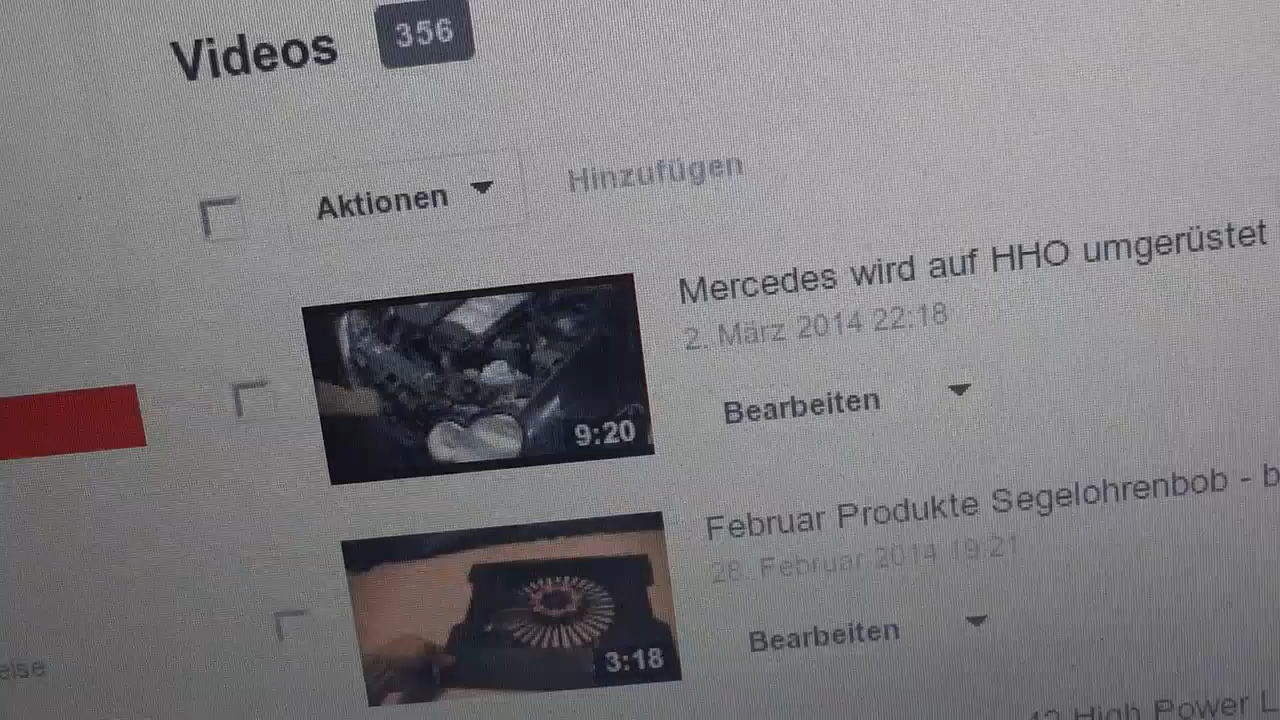 Videos 356
Aktionen Hinzufügen
Mercedes wird auf HHO umgerüstet
2. März 2014 22:18
9:20
Bearbeiten
Februar Produkte Segelohrenbob - b
28. Februar 2014 19:21
3:18
Bearbeiten
eise
High Power L